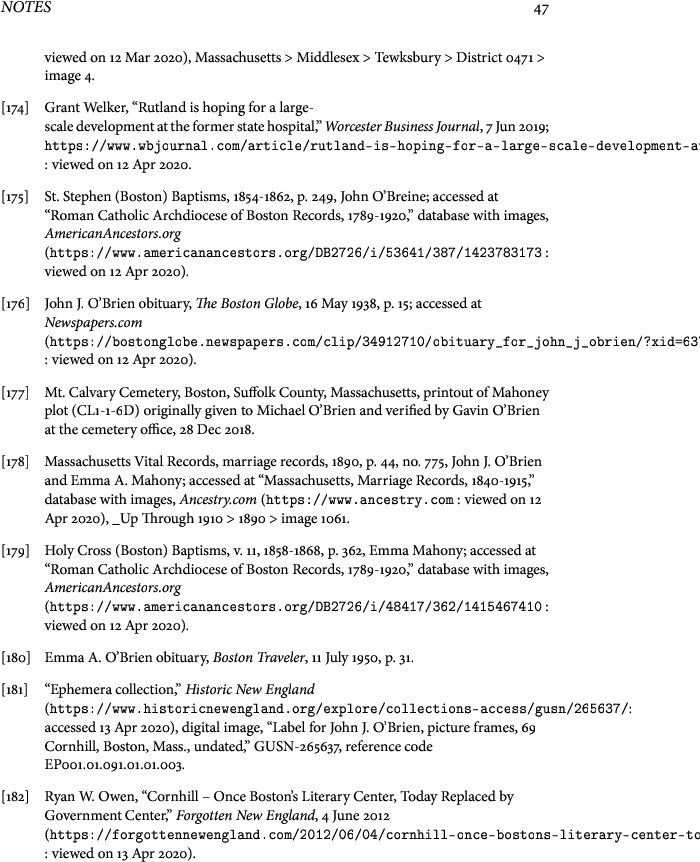 NOTES 47
viewed on 12 Mar 2020), Massachusetts > Middlesex > Tewksbury > District 0471 >
image 4.
[174] Grant Welker, “Rutland is hoping for a large-
scale development at the former state hospital,” Worcester Business Journal, 7 Jun 2019;
https://www.wbjournal.com/article/rutland-is-hoping-for-a-large-scale-development-a
: viewed on 12 Apr 2020.
[175] St. Stephen (Boston) Baptisms, 1854-1862, p. 249, John O’Breine; accessed at
“Roman Catholic Archdiocese of Boston Records, 1789-1920,” database with images,
AmericanAncestors.org
(https://www.americanancestors.org/DB2726/i/53641/387/1423783173 :
viewed on 12 Apr 2020).
[176] John J. O’Brien obituary, The Boston Globe, 16 May 1938, p. 15; accessed at
Newspapers.com
(https://bostonglobe.newspapers.com/clip/34912710/obituary_for_john_j_obrien/?xid=637
: viewed on 12 Apr 2020).
[177] Mt. Calvary Cemetery, Boston, Suffolk County, Massachusetts, printout of Mahoney
plot (CL1-1-6D) originally given to Michael O’Brien and verified by Gavin O’Brien
at the cemetery office, 28 Dec 2018.
[178] Massachusetts Vital Records, marriage records, 1890, p. 44, no. 775, John J. O’Brien
and Emma A. Mahony; accessed at “Massachusetts, Marriage Records, 1840-1915,”
database with images, Ancestry.com (https://www.ancestry.com : viewed on 12
Apr 2020), _Up Through 1910 > 1890 > image 1061.
[179] Holy Cross (Boston) Baptisms, v. 11, 1858-1868, p. 362, Emma Mahony; accessed at
“Roman Catholic Archdiocese of Boston Records, 1789-1920,” database with images,
AmericanAncestors.org
(https://www.americanancestors.org/DB2726/i/48417/362/1415467410 :
viewed on 12 Apr 2020).
[180] Emma A. O’Brien obituary, Boston Traveler, 11 July 1950, p. 31.
[181] “Ephemera collection,” Historic New England
(https://www.historicnewengland.org/explore/collections-access/gusn/265637/:
accessed 13 Apr 2020), digital image, “Label for John J. O’Brien, picture frames, 69
Cornhill, Boston, Mass., undated,” GUSN-265637, reference code
EP001.01.091.01.01.003.
[182] Ryan W. Owen, “Cornhill – Once Boston’s Literary Center, Today Replaced by
Government Center,” Forgotten New England, 4 June 2012
(https://forgottennewengland.com/2012/06/04/cornhill-once-bostons-literary-center-to
: viewed on 13 Apr 2020).